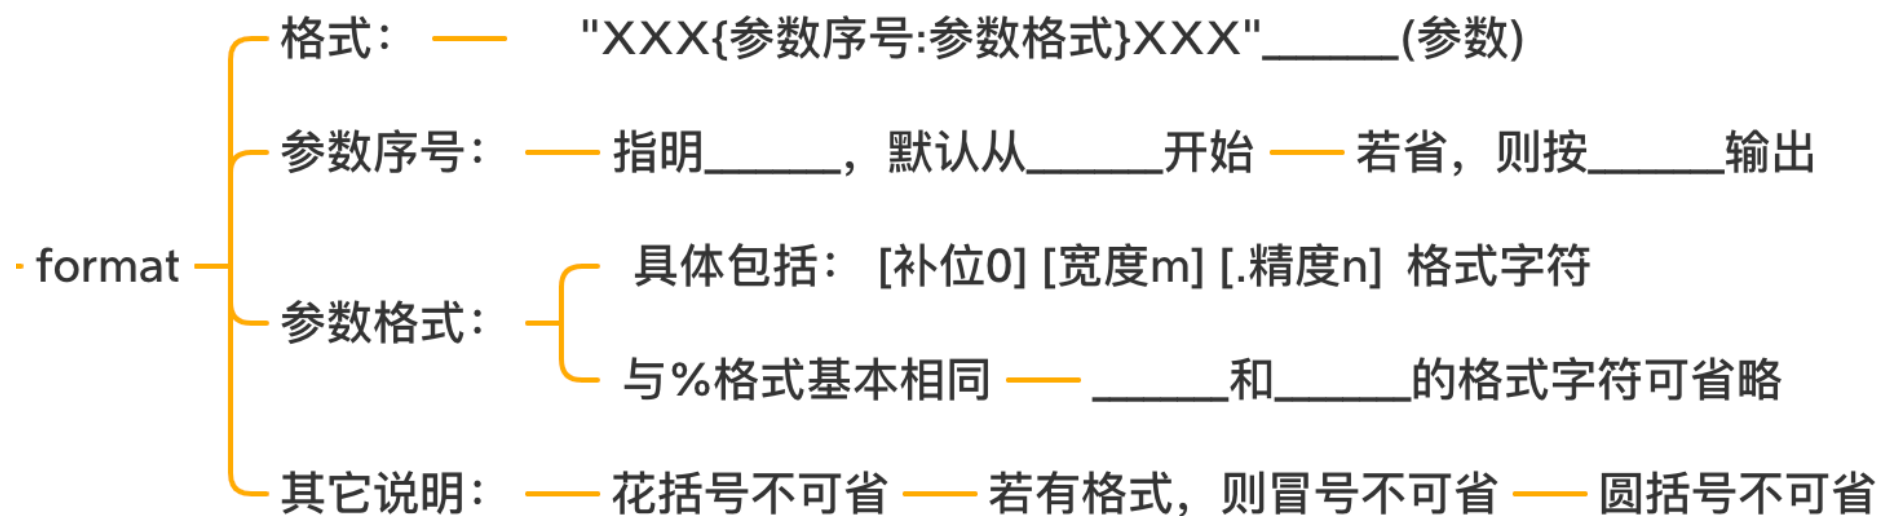 格式： "XXX{参数序号:参数格式}XXX"______(参数)
参数序号： 指明______，默认从______开始 若省，则按______输出
format
参数格式：
具体包括： [补位0] [宽度m] [.精度n] 格式字符
与%格式基本相同 ______和______的格式字符可省略
其它说明： 花括号不可省 若有格式，则冒号不可省 圆括号不可省